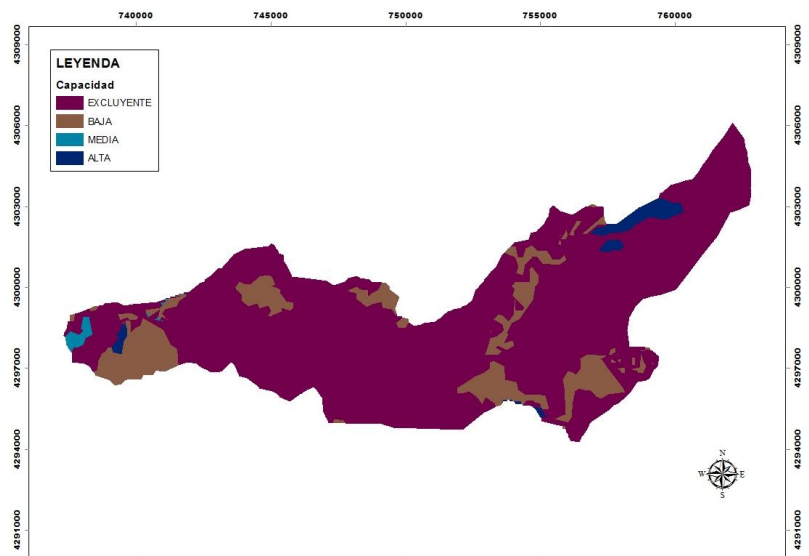 740000 745000 750000 755000 760000
LEYENDA
Capacidad
EXCLUYENTE
BAJA
MEDIA
ALTA
4309000
4306000
4303000
4300000
4297000
4294000
4291000
4309000
4306000
4303000
4300000
4297000
4294000
4291000
N
W E
S